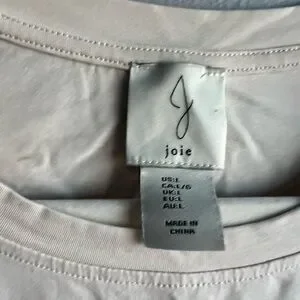 J
joie
US:L
CA:L/G
UK:L
EU:L
AU:L
MADE IN
CHINA